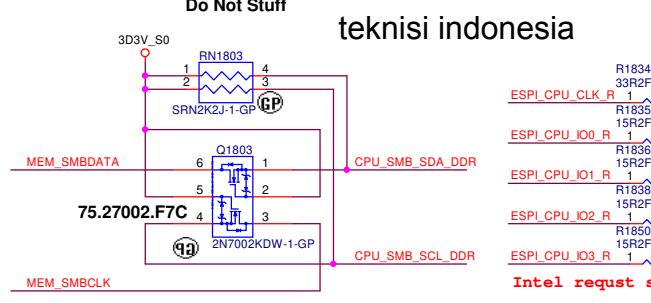 Do Not Stuff
teknisi indonesia
3D3V_S0
RN1803
1 4
2 3
SRN2K2J-1-GP
GP
Q1803
MEM_SMBDATA 6 1 CPU_SMB_SDA_DDR
5 2
75.27002.F7C 4 3
2N7002KDW-1-GP
GP
CPU_SMB_SCL_DDR
MEM_SMBCLK
R1834
33R2F
ESPI_CPU_CLK_R 1
R1835
15R2F
ESPI_CPU_IO0_R 1
R1836
15R2F
ESPI_CPU_IO1_R 1
R1838
15R2F
ESPI_CPU_IO2_R 1
R1850
15R2F
ESPI_CPU_IO3_R 1
Intel requst s